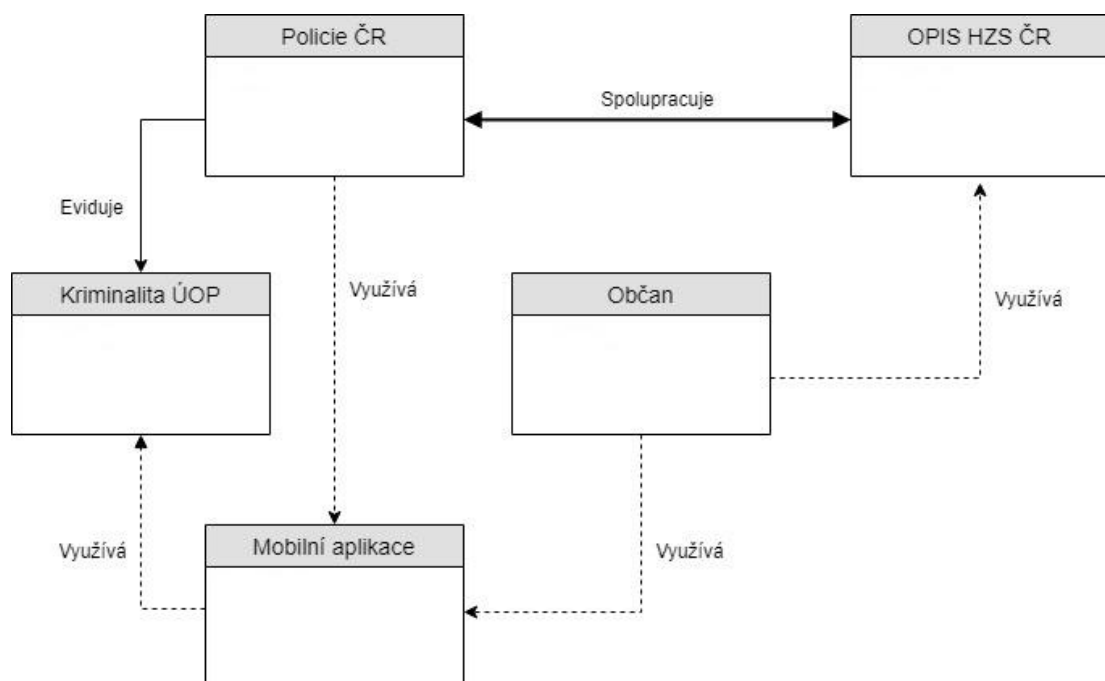 Policie ČR
OPIS HZS ČR
Spolupracuje
Eviduje
Kriminalita ÚOP
Využívá
Občan
Využívá
Mobilní aplikace
Využívá
Využívá